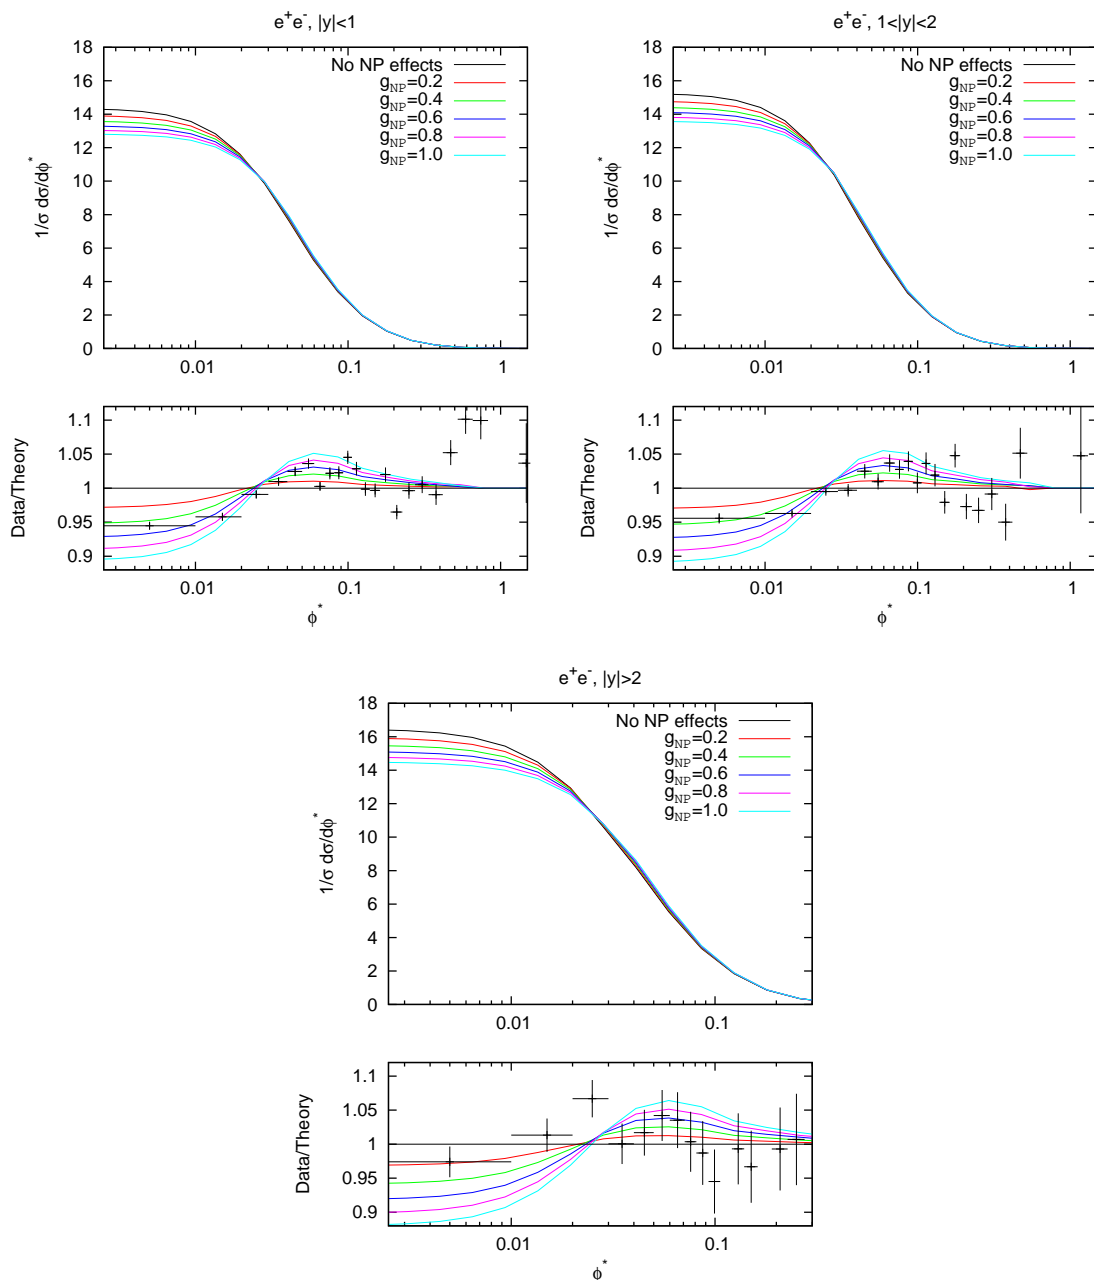 e⁺e⁻, |y|<1
18
16
14
12
10
8
6
4
2
0
1/σ dσ/dϕ*
No NP effects
g_NP=0.2
g_NP=0.4
g_NP=0.6
g_NP=0.8
g_NP=1.0
0.01
0.1
1
1.1
1.05
1
0.95
0.9
Data/Theory
0.01
0.1
1
ϕ*
e⁺e⁻, 1<|y|<2
18
16
14
12
10
8
6
4
2
0
1/σ dσ/dϕ*
No NP effects
g_NP=0.2
g_NP=0.4
g_NP=0.6
g_NP=0.8
g_NP=1.0
0.01
0.1
1
1.1
1.05
1
0.95
0.9
Data/Theory
0.01
0.1
1
ϕ*
e⁺e⁻, |y|>2
18
16
14
12
10
8
6
4
2
0
1/σ dσ/dϕ*
No NP effects
g_NP=0.2
g_NP=0.4
g_NP=0.6
g_NP=0.8
g_NP=1.0
0.01
0.1
1.1
1.05
1
0.95
0.9
Data/Theory
0.01
0.1
ϕ*